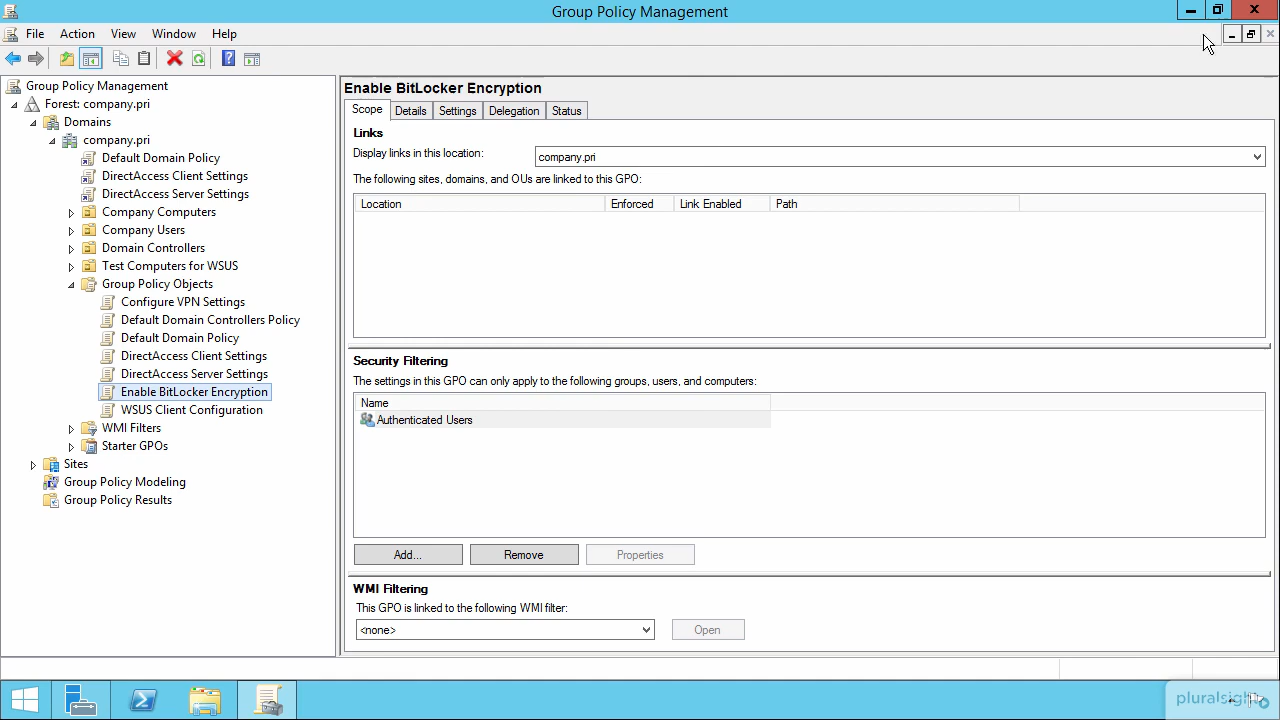 Group Policy Management
File Action View Window Help
Group Policy Management
Forest: company.pri
Domains
company.pri
Default Domain Policy
DirectAccess Client Settings
DirectAccess Server Settings
Company Computers
Company Users
Domain Controllers
Test Computers for WSUS
Group Policy Objects
Configure VPN Settings
Default Domain Controllers Policy
Default Domain Policy
DirectAccess Client Settings
DirectAccess Server Settings
Enable BitLocker Encryption
WSUS Client Configuration
WMI Filters
Starter GPOs
Sites
Group Policy Modeling
Group Policy Results
Enable BitLocker Encryption
Scope Details Settings Delegation Status
Links
Display links in this location: company.pri
The following sites, domains, and OUs are linked to this GPO:
Location Enforced Link Enabled Path
Security Filtering
The settings in this GPO can only apply to the following groups, users, and computers:
Name
Authenticated Users
Add... Remove Properties
WMI Filtering
This GPO is linked to the following WMI filter:
<none> Open
pluralsight